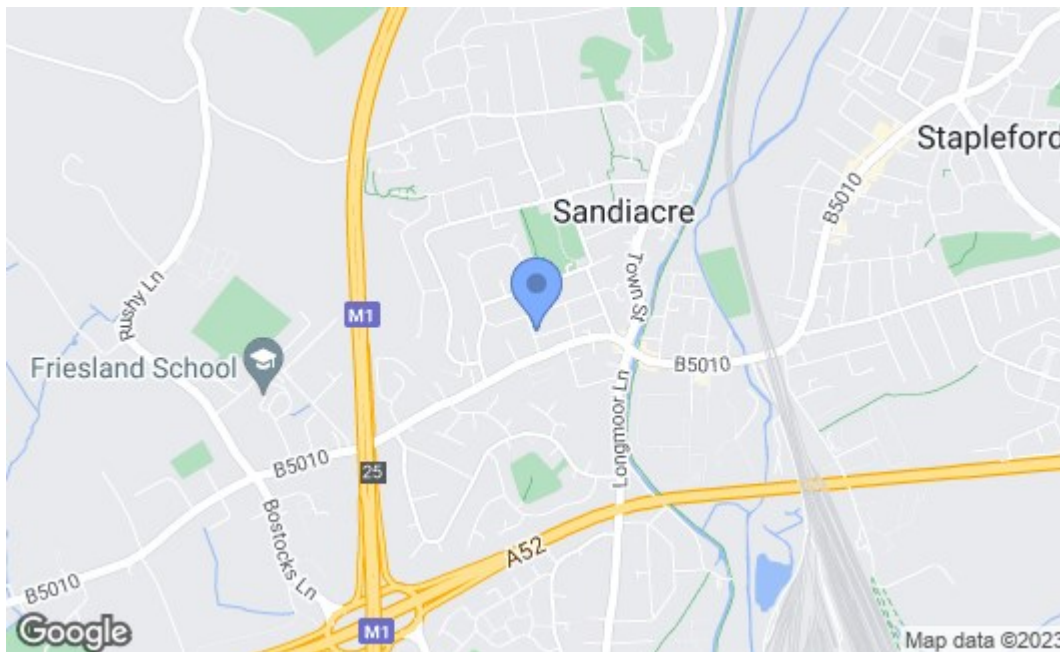 Stapleford
B5010
Sandiacre
Rushy Ln
Town St
M1
Friesland School
B5010
Longmoor Ln
B5010
25
Bostocks Ln
A52
B5010
M1
Google
Map data ©2023